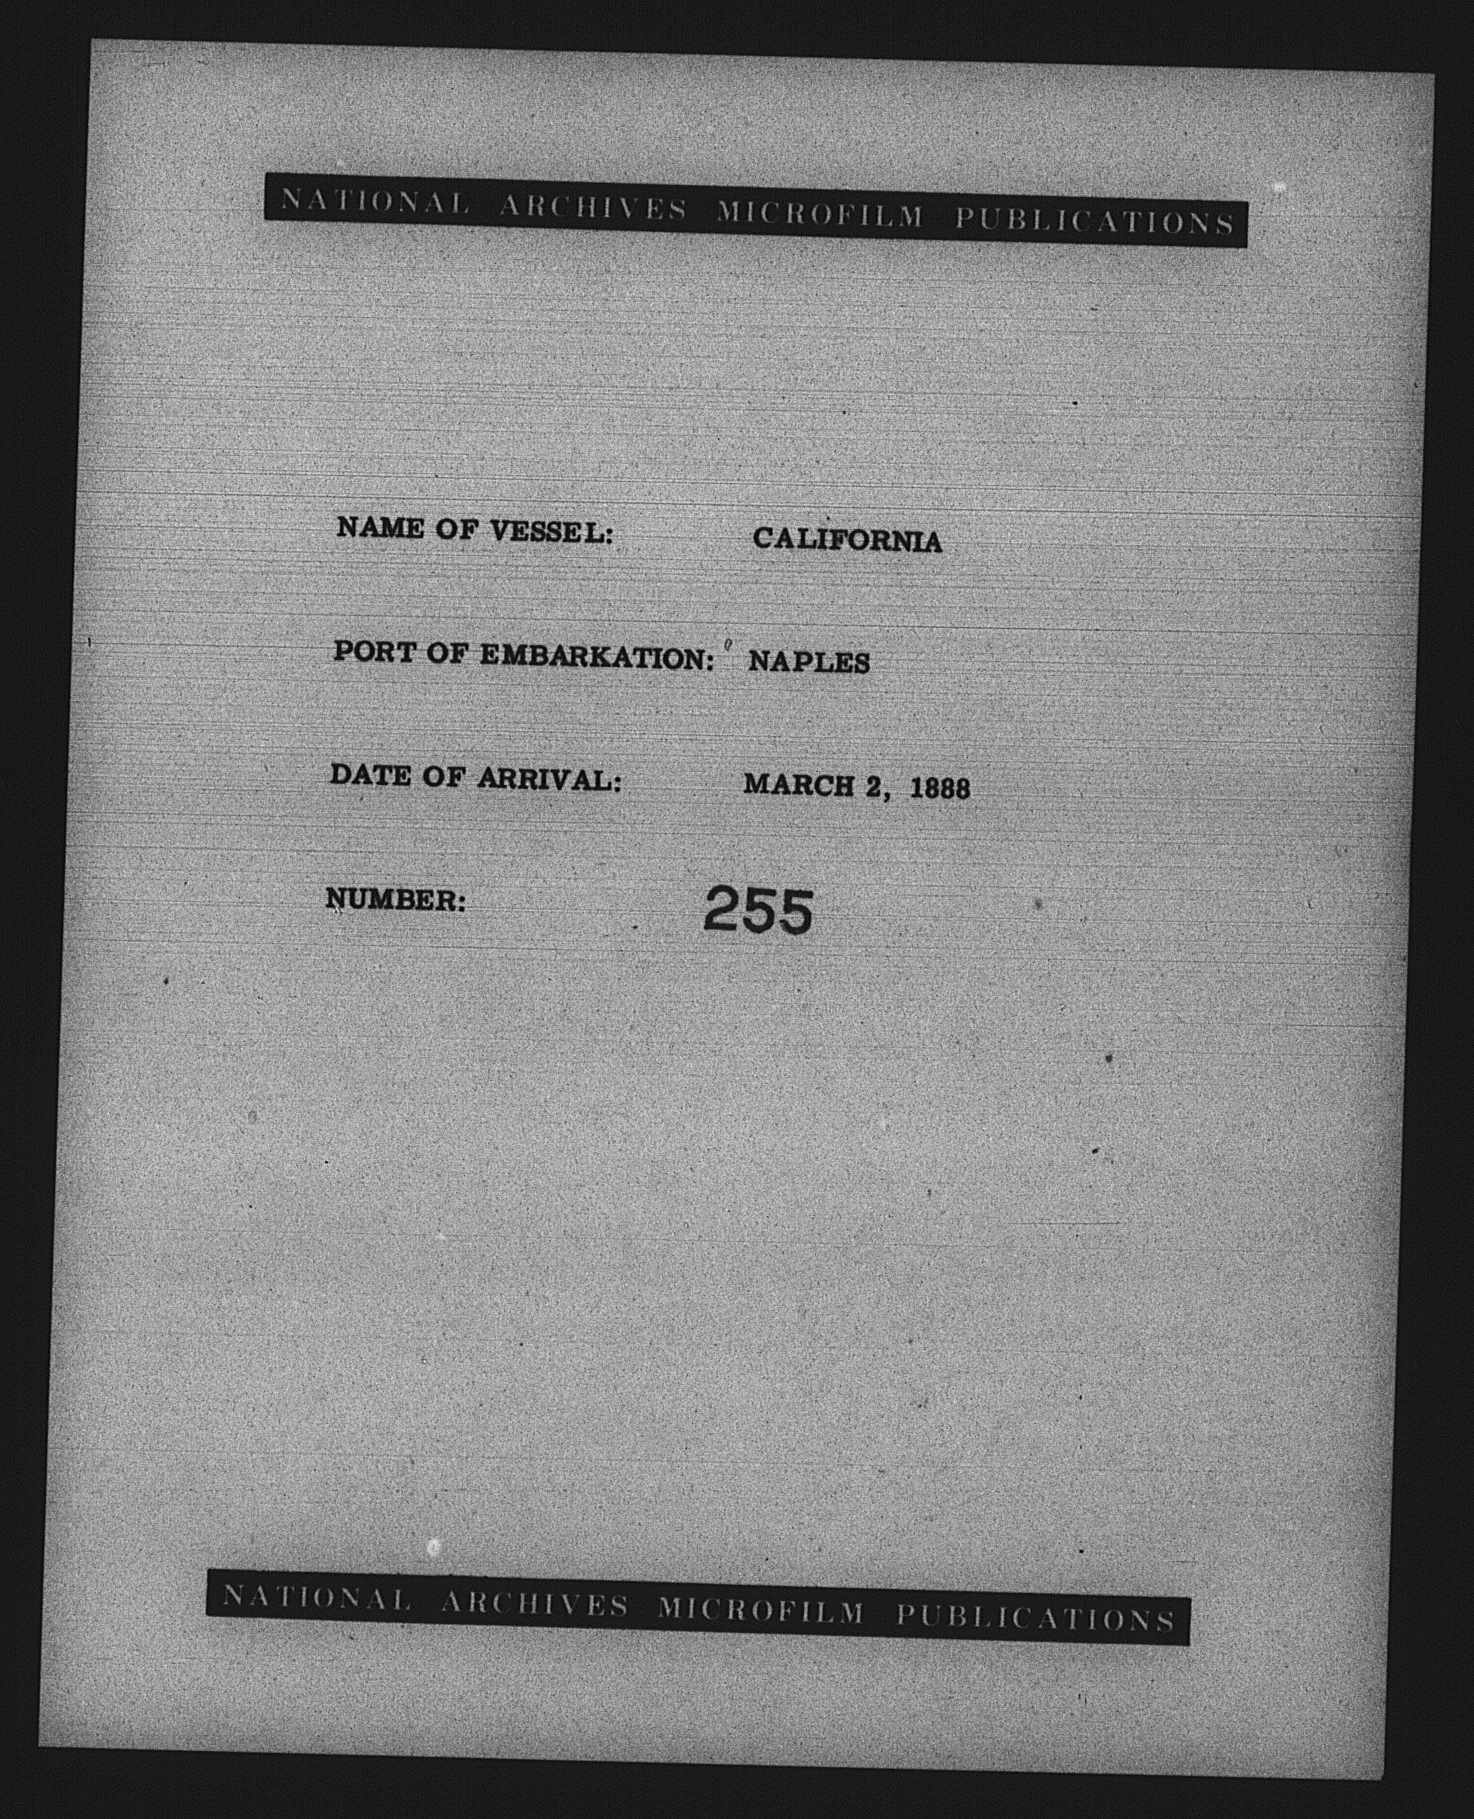 NATIONAL ARCHIVES MICROFILM PUBLICATIONS
NAME OF VESSEL: CALIFORNIA
PORT OF EMBARKATION: NAPLES
DATE OF ARRIVAL: MARCH 2, 1888
NUMBER: 255
NATIONAL ARCHIVES MICROFILM PUBLICATIONS